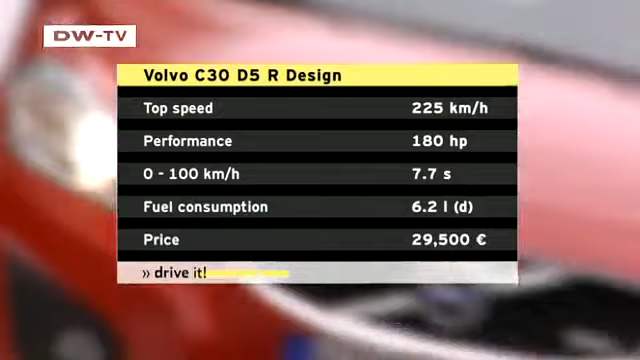 DW-TV
Volvo C30 D5 R Design
Top speed 225 km/h
Performance 180 hp
0 - 100 km/h 7.7 s
Fuel consumption 6.2 l (d)
Price 29,500 €
» drive it!